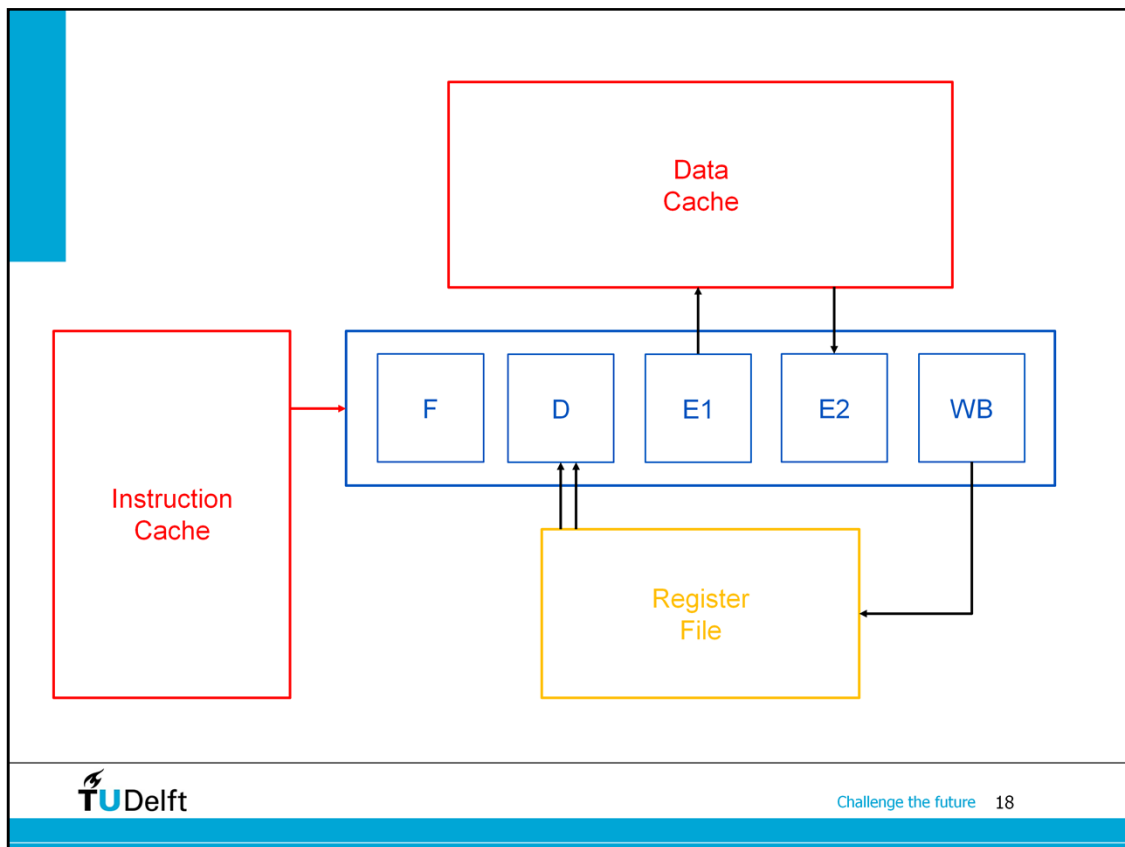 Data
Cache
F
D
E1
E2
WB
Instruction
Cache
Register
File
TUDelft
Challenge the future 18